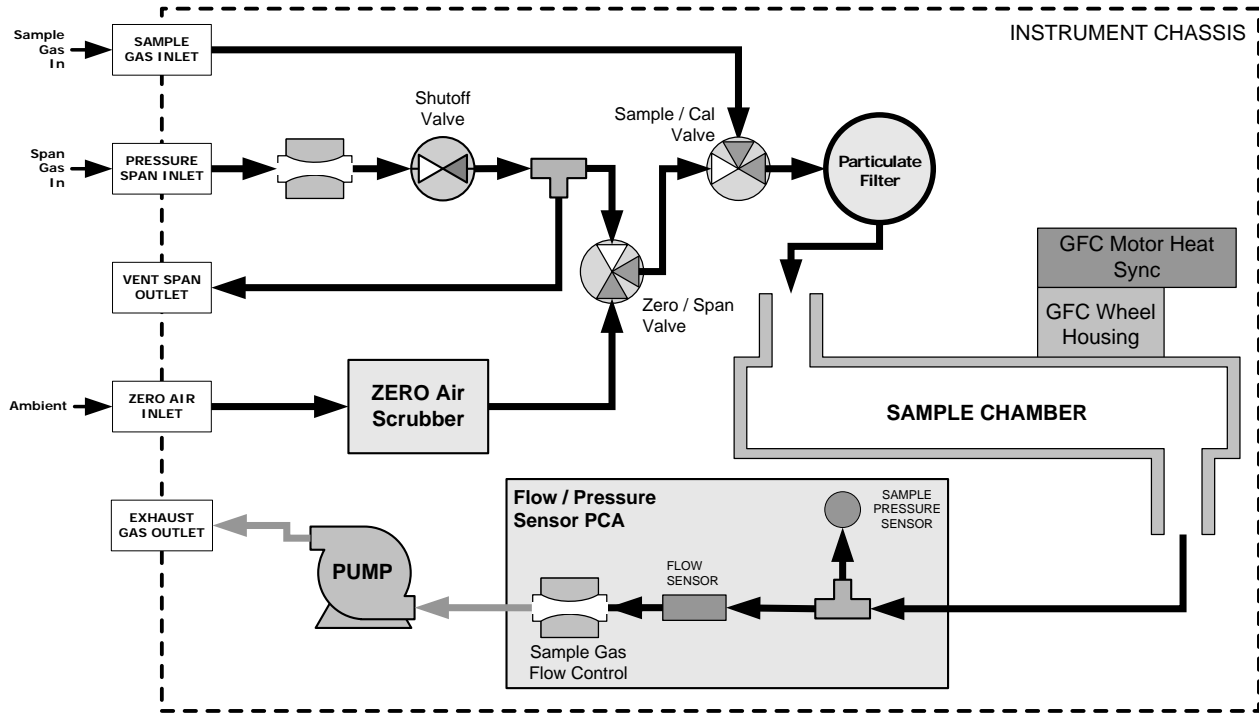 INSTRUMENT CHASSIS
Sample
Gas
In
SAMPLE
GAS INLET
Shutoff
Valve
Sample / Cal
Valve
Span
Gas
In
PRESSURE
SPAN INLET
Particulate
Filter
VENT SPAN
OUTLET
Zero / Span
Valve
GFC Motor Heat
Sync
GFC Wheel
Housing
Ambient
ZERO AIR
INLET
ZERO Air
Scrubber
SAMPLE CHAMBER
EXHAUST
GAS OUTLET
PUMP
Flow / Pressure
Sensor PCA
SAMPLE
PRESSURE
SENSOR
FLOW
SENSOR
Sample Gas
Flow Control